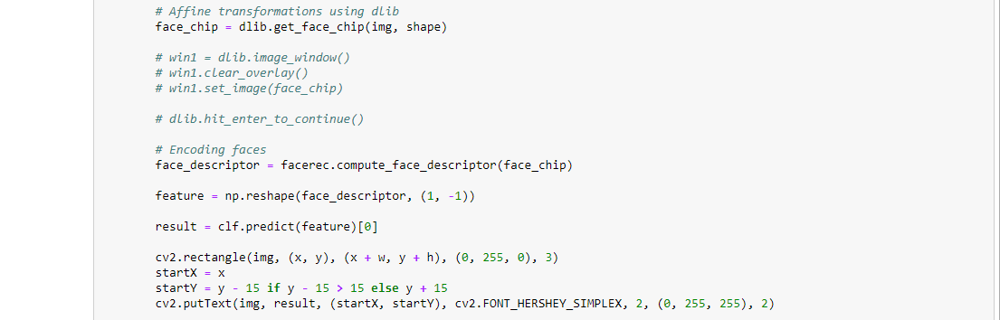 # Affine transformations using dlib
face_chip = dlib.get_face_chip(img, shape)
# win1 = dlib.image_window()
# win1.clear_overlay()
# win1.set_image(face_chip)
# dlib.hit_enter_to_continue()
# Encoding faces
face_descriptor = facerec.compute_face_descriptor(face_chip)
feature = np.reshape(face_descriptor, (1, -1))
result = clf.predict(feature)[0]
cv2.rectangle(img, (x, y), (x + w, y + h), (0, 255, 0), 3)
startX = x
startY = y - 15 if y - 15 > 15 else y + 15
cv2.putText(img, result, (startX, startY), cv2.FONT_HERSHEY_SIMPLEX, 2, (0, 255, 255), 2)